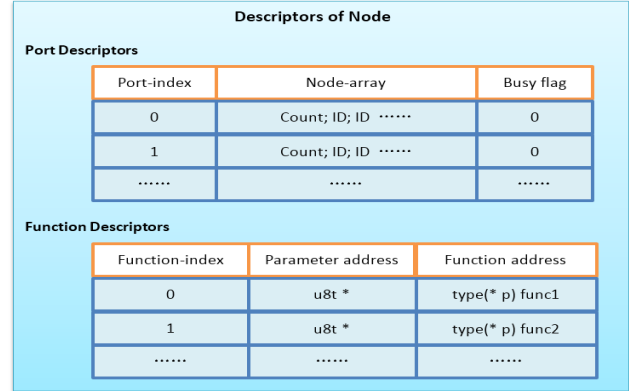 Descriptors of Node
Port Descriptors
Port-index Node-array Busy flag
0 Count; ID; ID ⋯⋯ 0
1 Count; ID; ID ⋯⋯ 0
⋯⋯ ⋯⋯ ⋯⋯
Function Descriptors
Function-index Parameter address Function address
0 u8t * type(* p) func1
1 u8t * type(* p) func2
⋯⋯ ⋯⋯ ⋯⋯